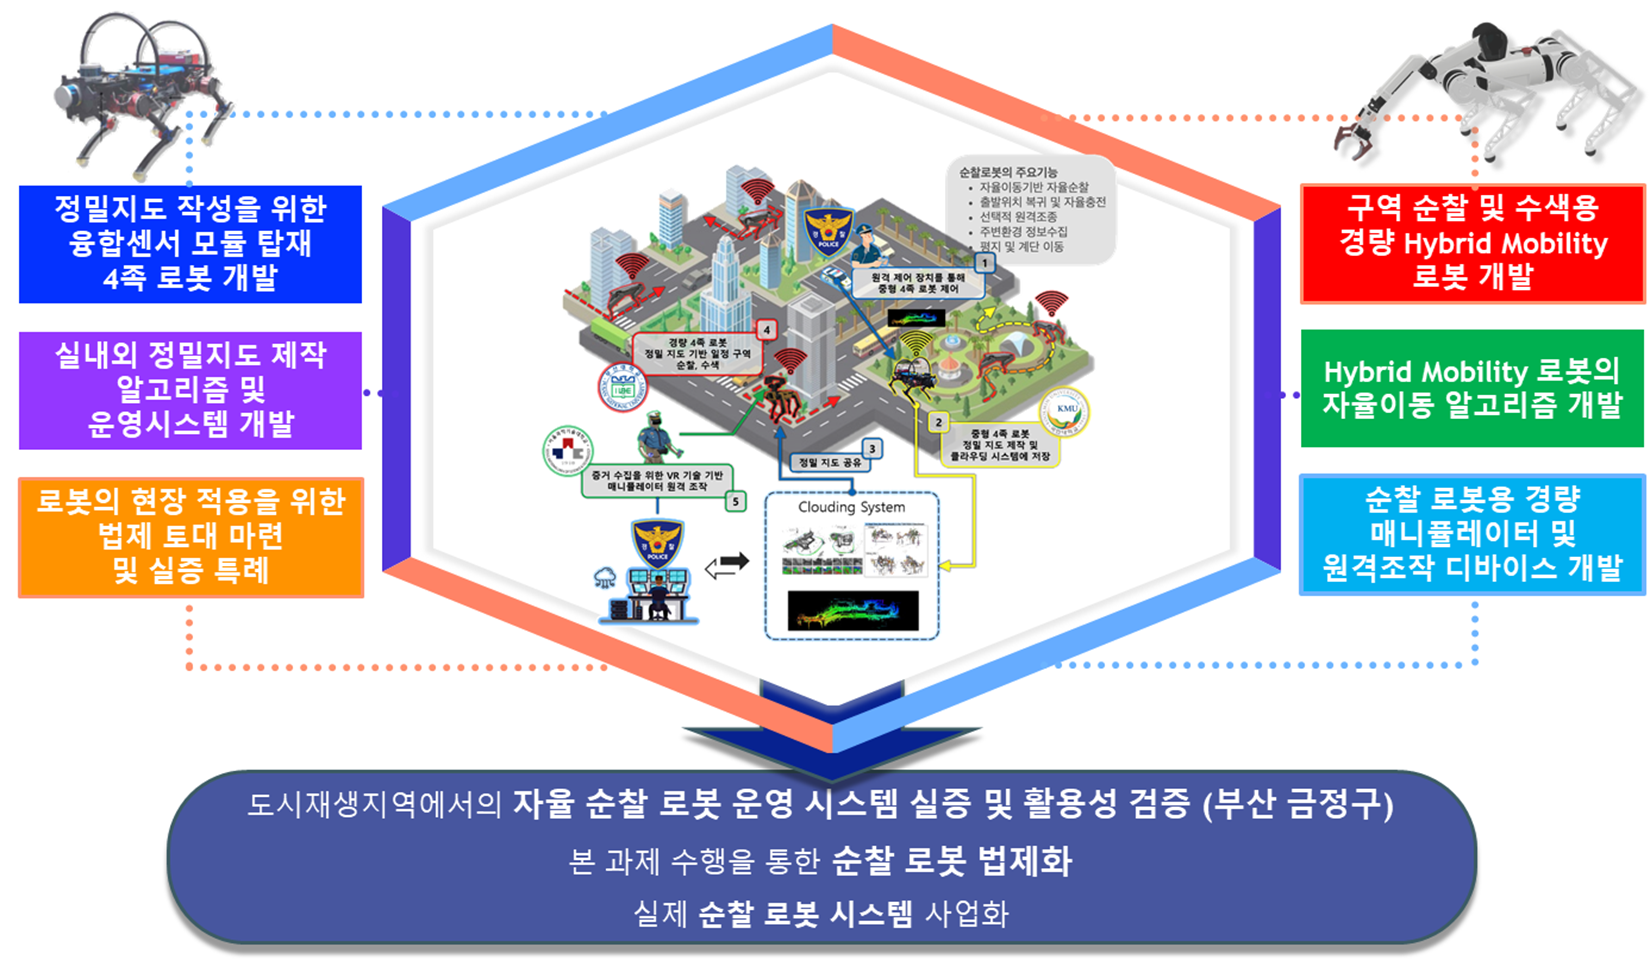 정밀지도 작성을 위한
융합센서 모듈 탑재
4족 로봇 개발
실내외 정밀지도 제작
알고리즘 및
운영시스템 개발
로봇의 현장 적용을 위한
법제 토대 마련
및 실증 특례
순찰로봇의 주요기능
• 자율이동기반 자율순찰
• 출발위치 복귀 및 자율충전
• 선택적 원격조종
• 주변환경 정보수집
• 평지 및 계단 이동
POLICE
1
원격 제어 장치를 통해
중형 4족 로봇 제어
4
경량 4족 로봇
정밀 지도 기반 일정 구역
순찰, 수색
2
중형 4족 로봇
정밀 지도 제작 및
클라우딩 시스템에 저장
KMU
3
정밀 지도 공유
증거 수집을 위한 VR 기술 기반
매니퓰레이터 원격 조작
5
Clouding System
경찰
POLICE
구역 순찰 및 수색용
경량 Hybrid Mobility
로봇 개발
Hybrid Mobility 로봇의
자율이동 알고리즘 개발
순찰 로봇용 경량
매니퓰레이터 및
원격조작 디바이스 개발
도시재생지역에서의 자율 순찰 로봇 운영 시스템 실증 및 활용성 검증 (부산 금정구)
본 과제 수행을 통한 순찰 로봇 법제화
실제 순찰 로봇 시스템 사업화